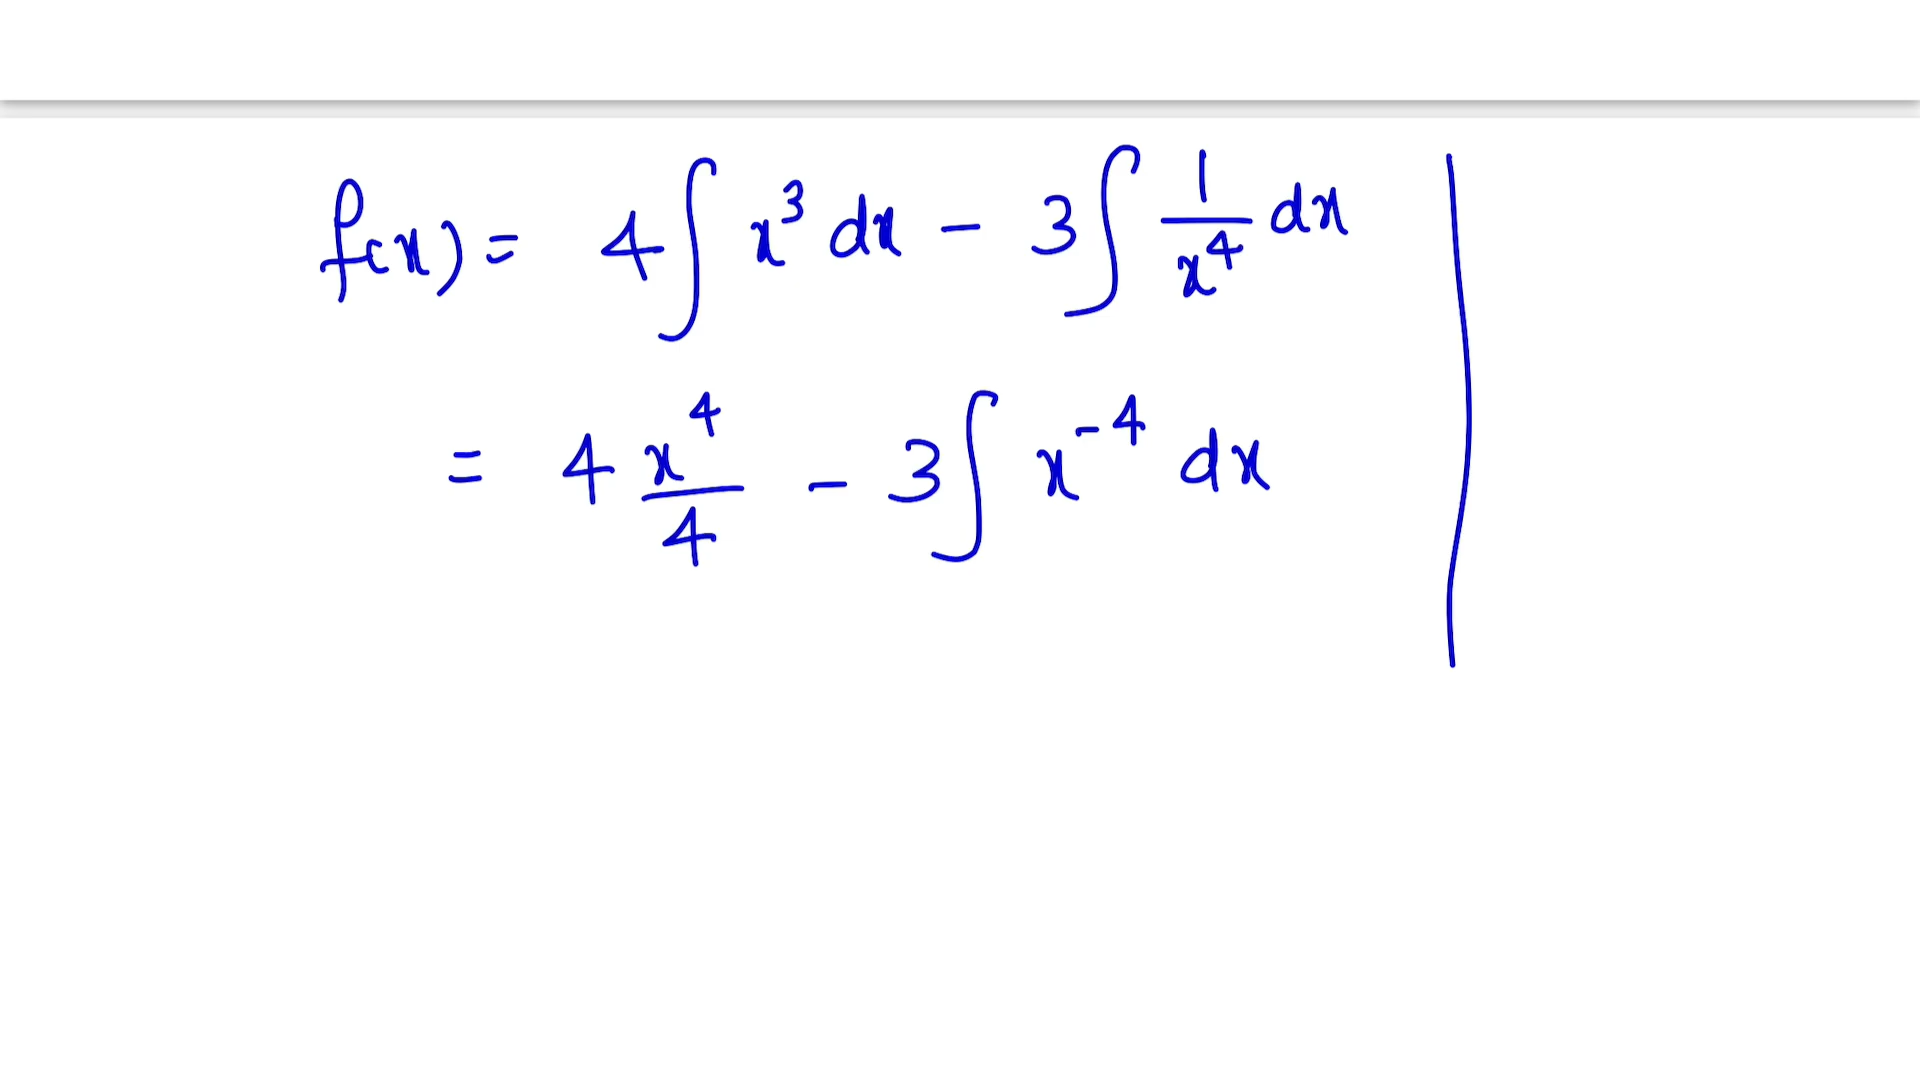 f(x) = 4∫ x³ dx − 3∫ 1/x⁴ dx
= 4 x⁴/4 − 3∫ x⁻⁴ dx